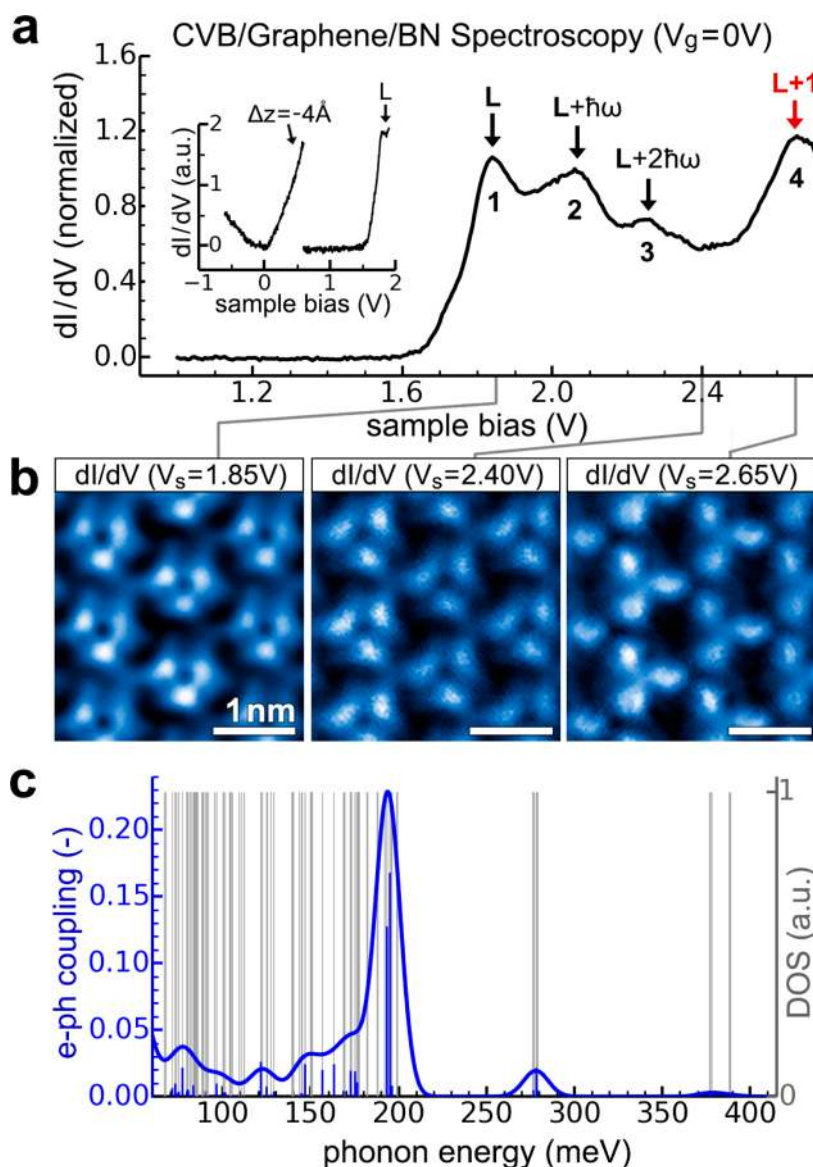 a
CVB/Graphene/BN Spectroscopy (Vg=0V)
dI/dV (normalized)
1.6
1.2
0.8
0.4
0.0
L
L+ħω
L+2ħω
L+1
1
2
3
4
Δz=-4Å
L
dI/dV (a.u.)
2
1
0
-1 0 1 2
sample bias (V)
1.2 1.6 2.0 2.4
sample bias (V)
b
dI/dV (Vs=1.85V) dI/dV (Vs=2.40V) dI/dV (Vs=2.65V)
1nm
c
e-ph coupling (-)
0.20
0.15
0.10
0.05
0.00
1
0
DOS (a.u.)
100 150 200 250 300 350 400
phonon energy (meV)